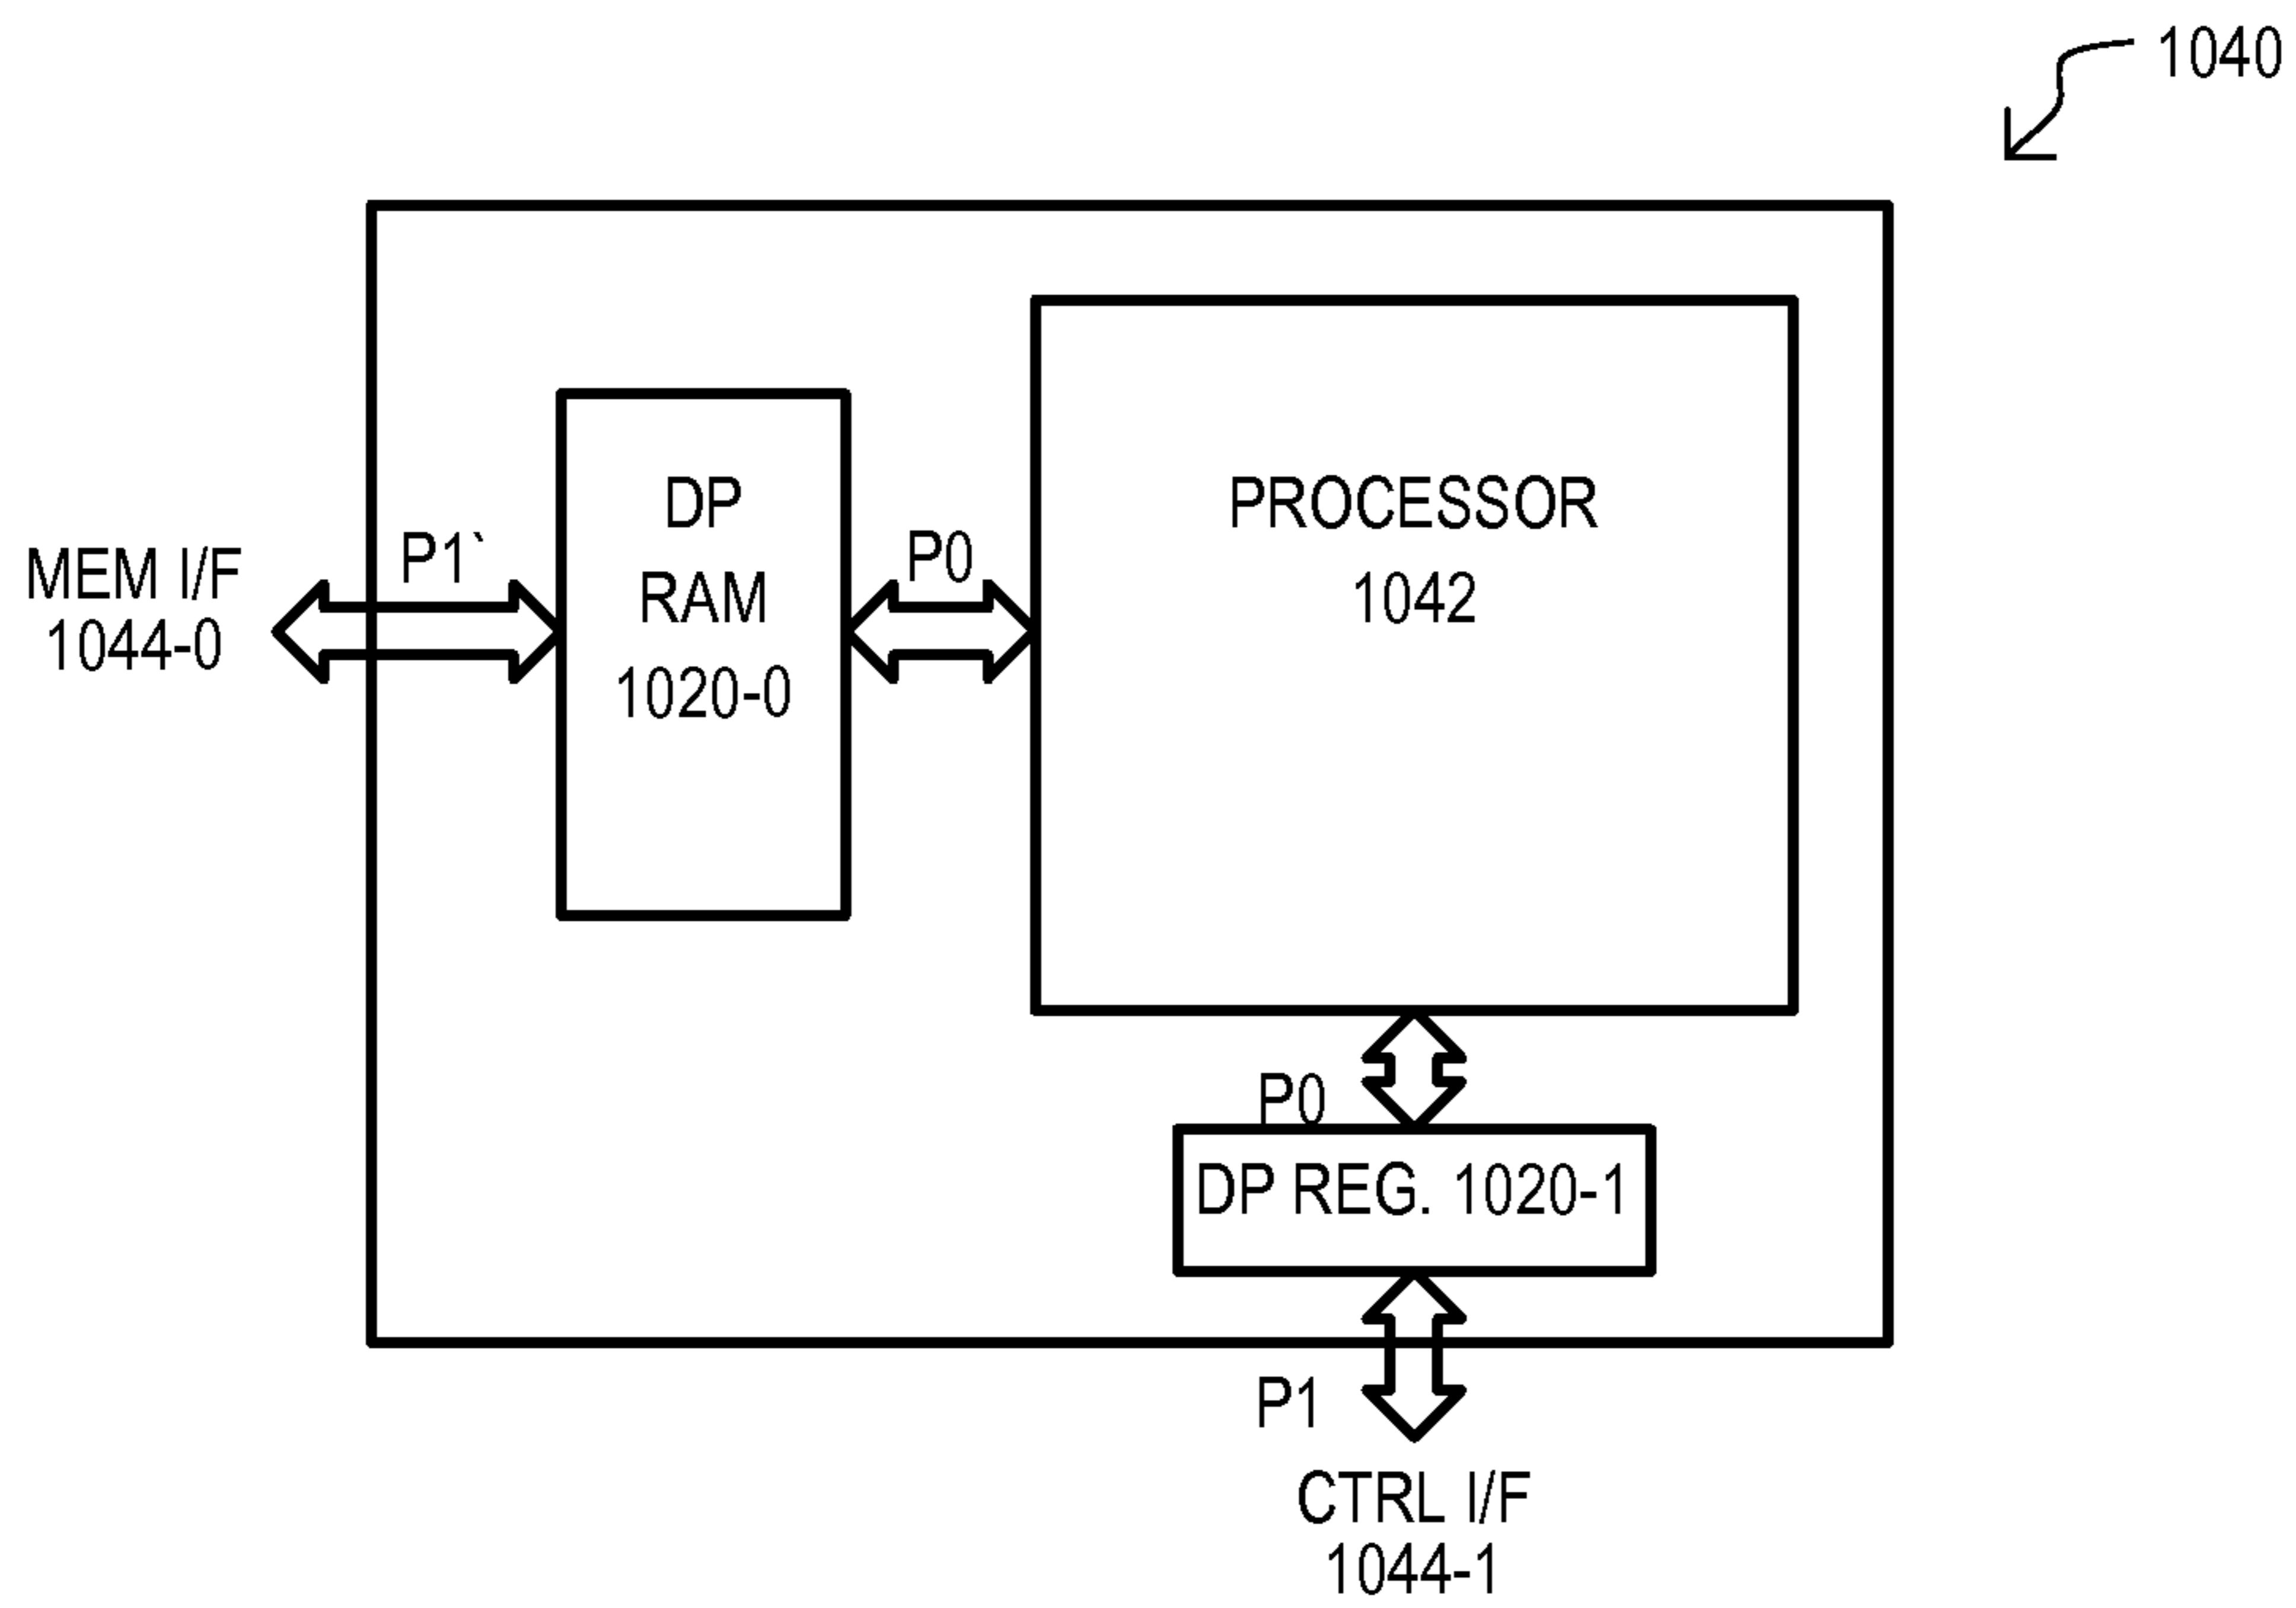 1040
DP
RAM
1020-0
PROCESSOR
1042
P1`
P0
MEM I/F
1044-0
P0
DP REG. 1020-1
P1
CTRL I/F
1044-1